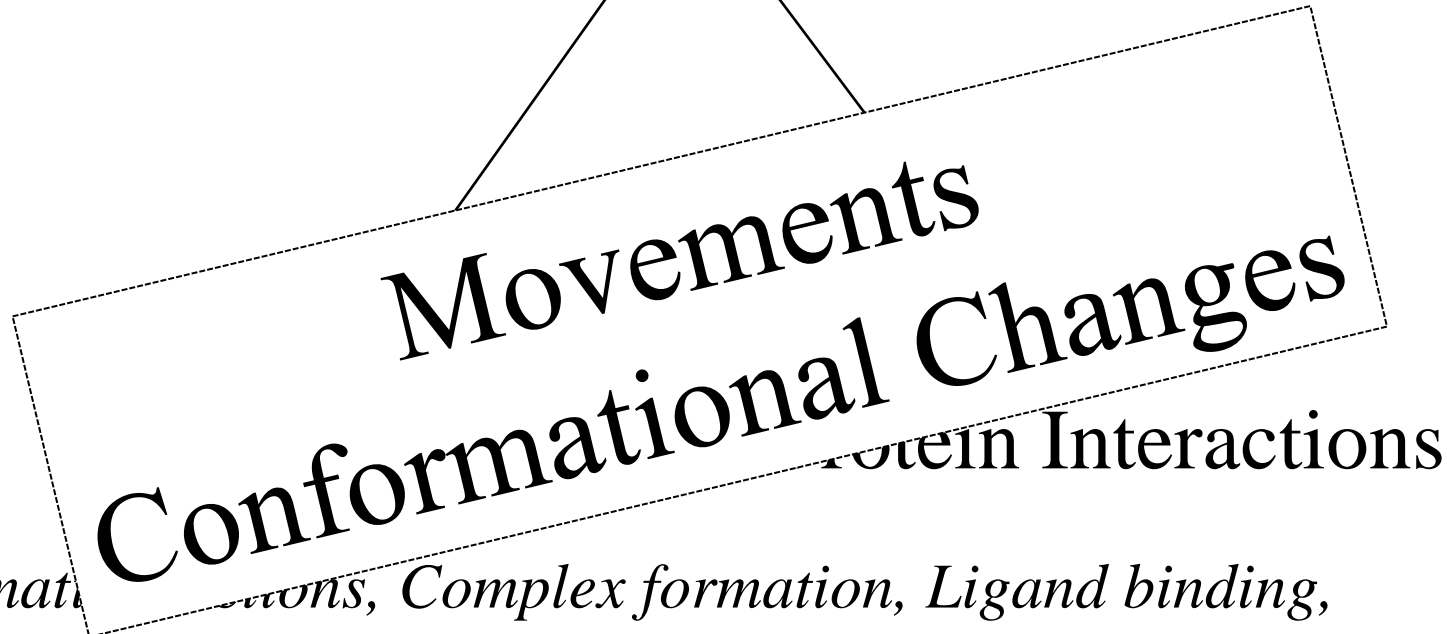 Movements
Conformational Changes
Interactions
Complex formation, Ligand binding,